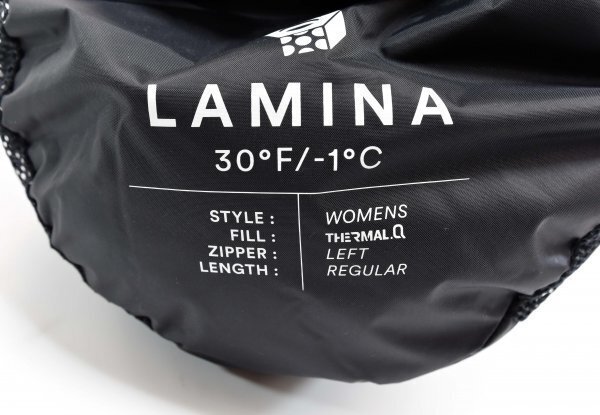 LAMINA
30°F/-1°C
STYLE: WOMENS
FILL: THERMAL.Q
ZIPPER: LEFT
LENGTH: REGULAR